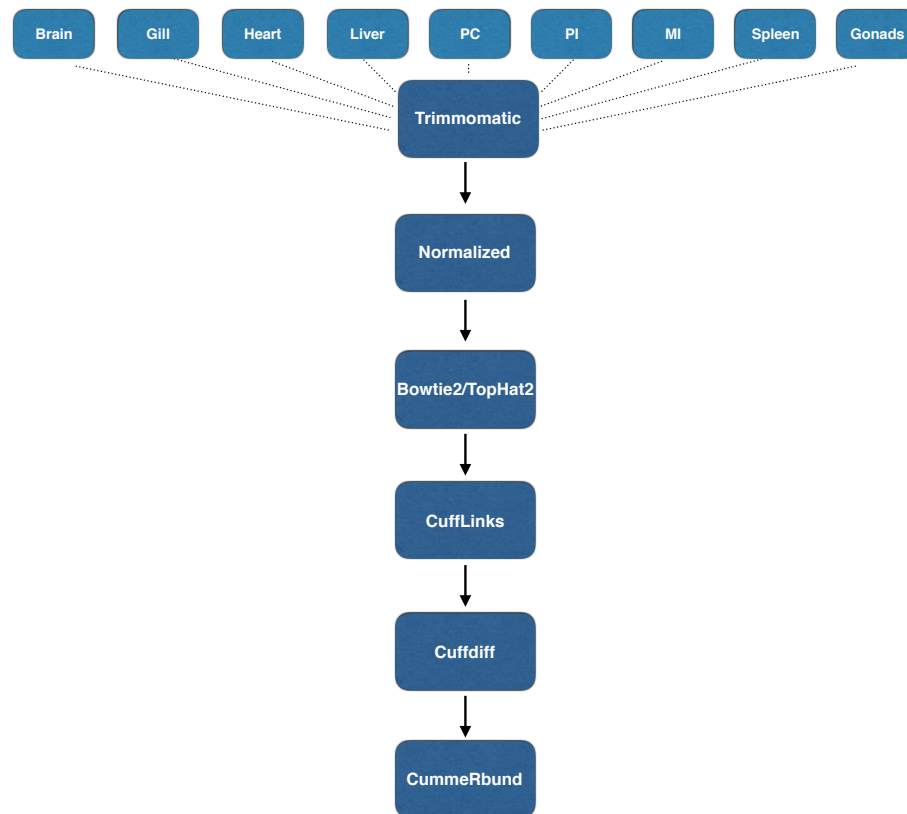 Brain
Gill
Heart
Liver
PC
PI
MI
Spleen
Gonads
Trimmomatic
Normalized
Bowtie2/TopHat2
CuffLinks
Cuffdiff
CummeRbund